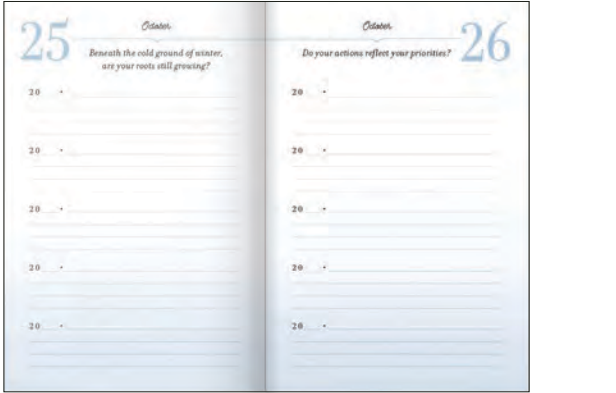 25
October
Beneath the cold ground of winter,
are your roots still growing?
20 •
20 •
20 •
20 •
20 •
October
26
Do your actions reflect your priorities?
20 •
20 •
20 •
20 •
20 •